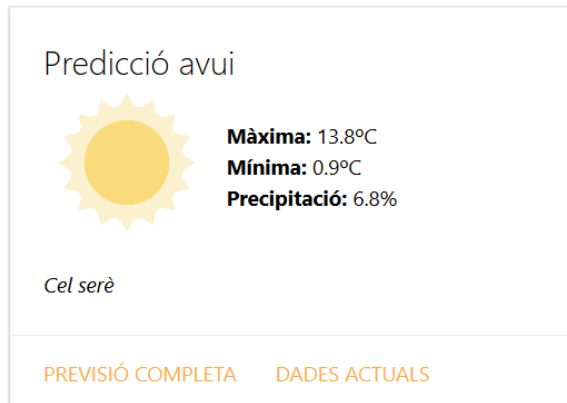 Predicció avui
Màxima: 13.8ºC
Mínima: 0.9ºC
Precipitació: 6.8%
Cel serè
PREVISIÓ COMPLETA DADES ACTUALS